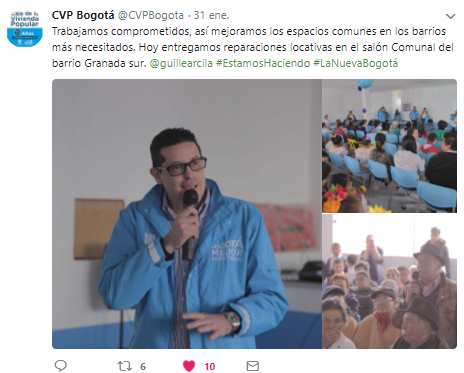 Caja de la
Vivienda
Popular
CVP Bogotá @CVPBogota · 31 ene.
Trabajamos comprometidos, así mejoramos los espacios comunes en los barrios
más necesitados. Hoy entregamos reparaciones locativas en el salón Comunal del
barrio Granada sur. @guillearcila #EstamosHaciendo #LaNuevaBogotá
BOGOTÁ
MEJOR
6
10